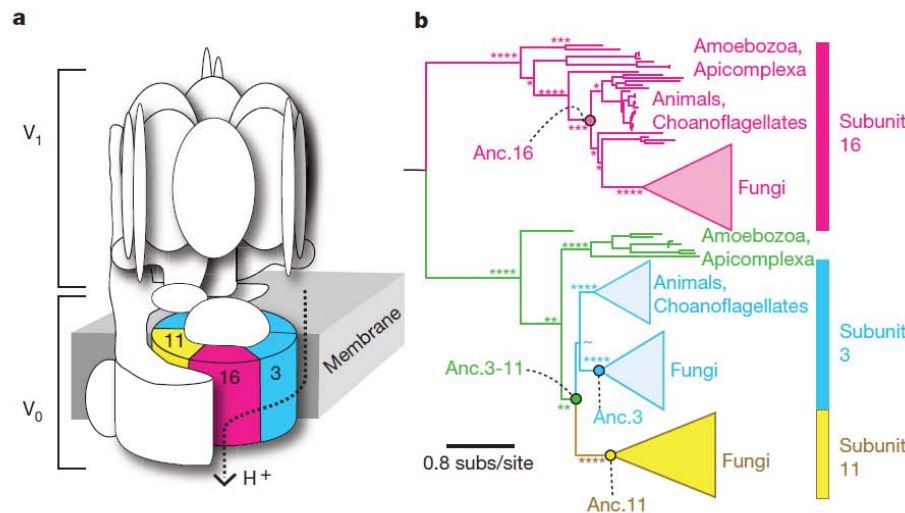 a
V1
V0
11
16
3
Membrane
H+
b
****
***
Amoebozoa,
Apicomplexa
*
****
*
Animals,
Choanoflagellates
***
Anc.16
*
*
****
Fungi
Subunit
16
****
****
Amoebozoa,
Apicomplexa
****
Animals,
Choanoflagellates
**
~
****
Fungi
Anc.3-11
**
Anc.3
Subunit
3
0.8 subs/site
****
Fungi
Anc.11
Subunit
11